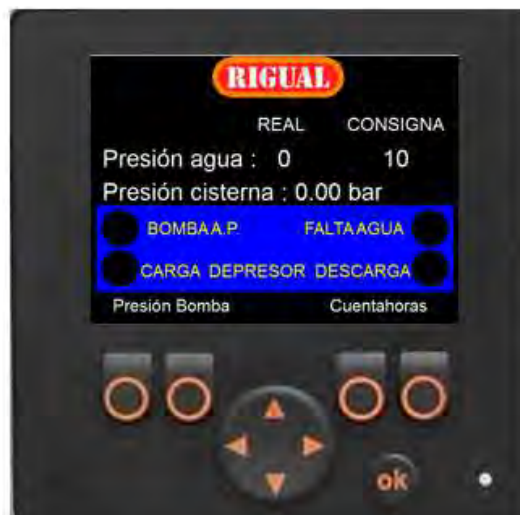 RIGUAL
REAL CONSIGNA
Presión agua : 0 10
Presión cisterna : 0.00 bar
BOMBA A.P. FALTA AGUA
CARGA DEPRESOR DESCARGA
Presión Bomba Cuentahoras
ok